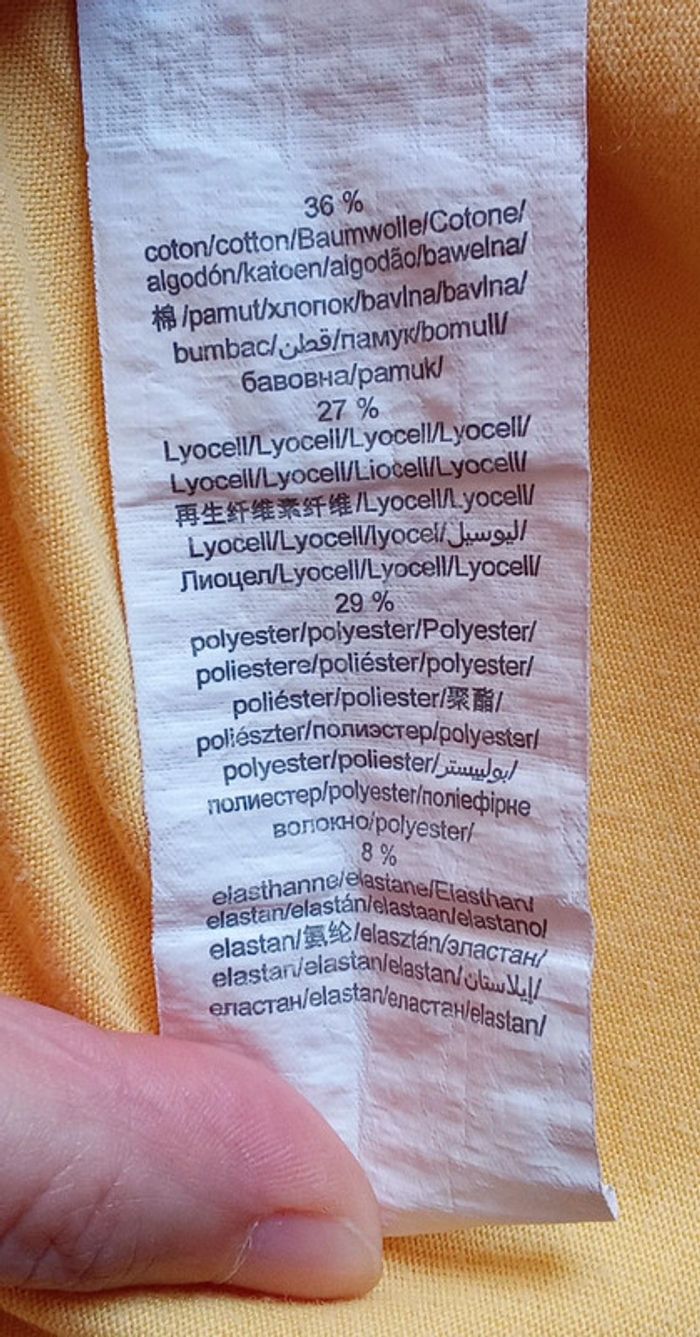 36 %
coton/cotton/Baumwolle/Cotone/
algodón/katoen/algodão/bawelna/
棉/pamut/хлопок/bavlna/bavlna/
bumbac/قطن/памук/bomull/
бавовна/pamuk/
27 %
Lyocell/Lyocell/Lyocell/Lyocell/
Lyocell/Lyocell/Liocell/Lyocell/
再生纤维素纤维/Lyocell/Lyocell/
Lyocell/Lyocell/lyocel/ليوسيل/
Лиоцел/Lyocell/Lyocell/Lyocell/
29 %
polyester/polyester/Polyester/
poliestere/poliéster/polyester/
poliéster/poliester/聚酯/
poliészter/полиэстер/polyester/
polyester/poliester/بولييستر/
полиестер/polyester/поліефірне
волокно/polyester/
8 %
elasthanne/elastane/Elasthan/
elastan/elastán/elastaan/elastano/
elastan/氨纶/elasztán/эластан/
elastan/elastan/elastan/إيلاستان/
еластан/elastan/еластан/elastan/